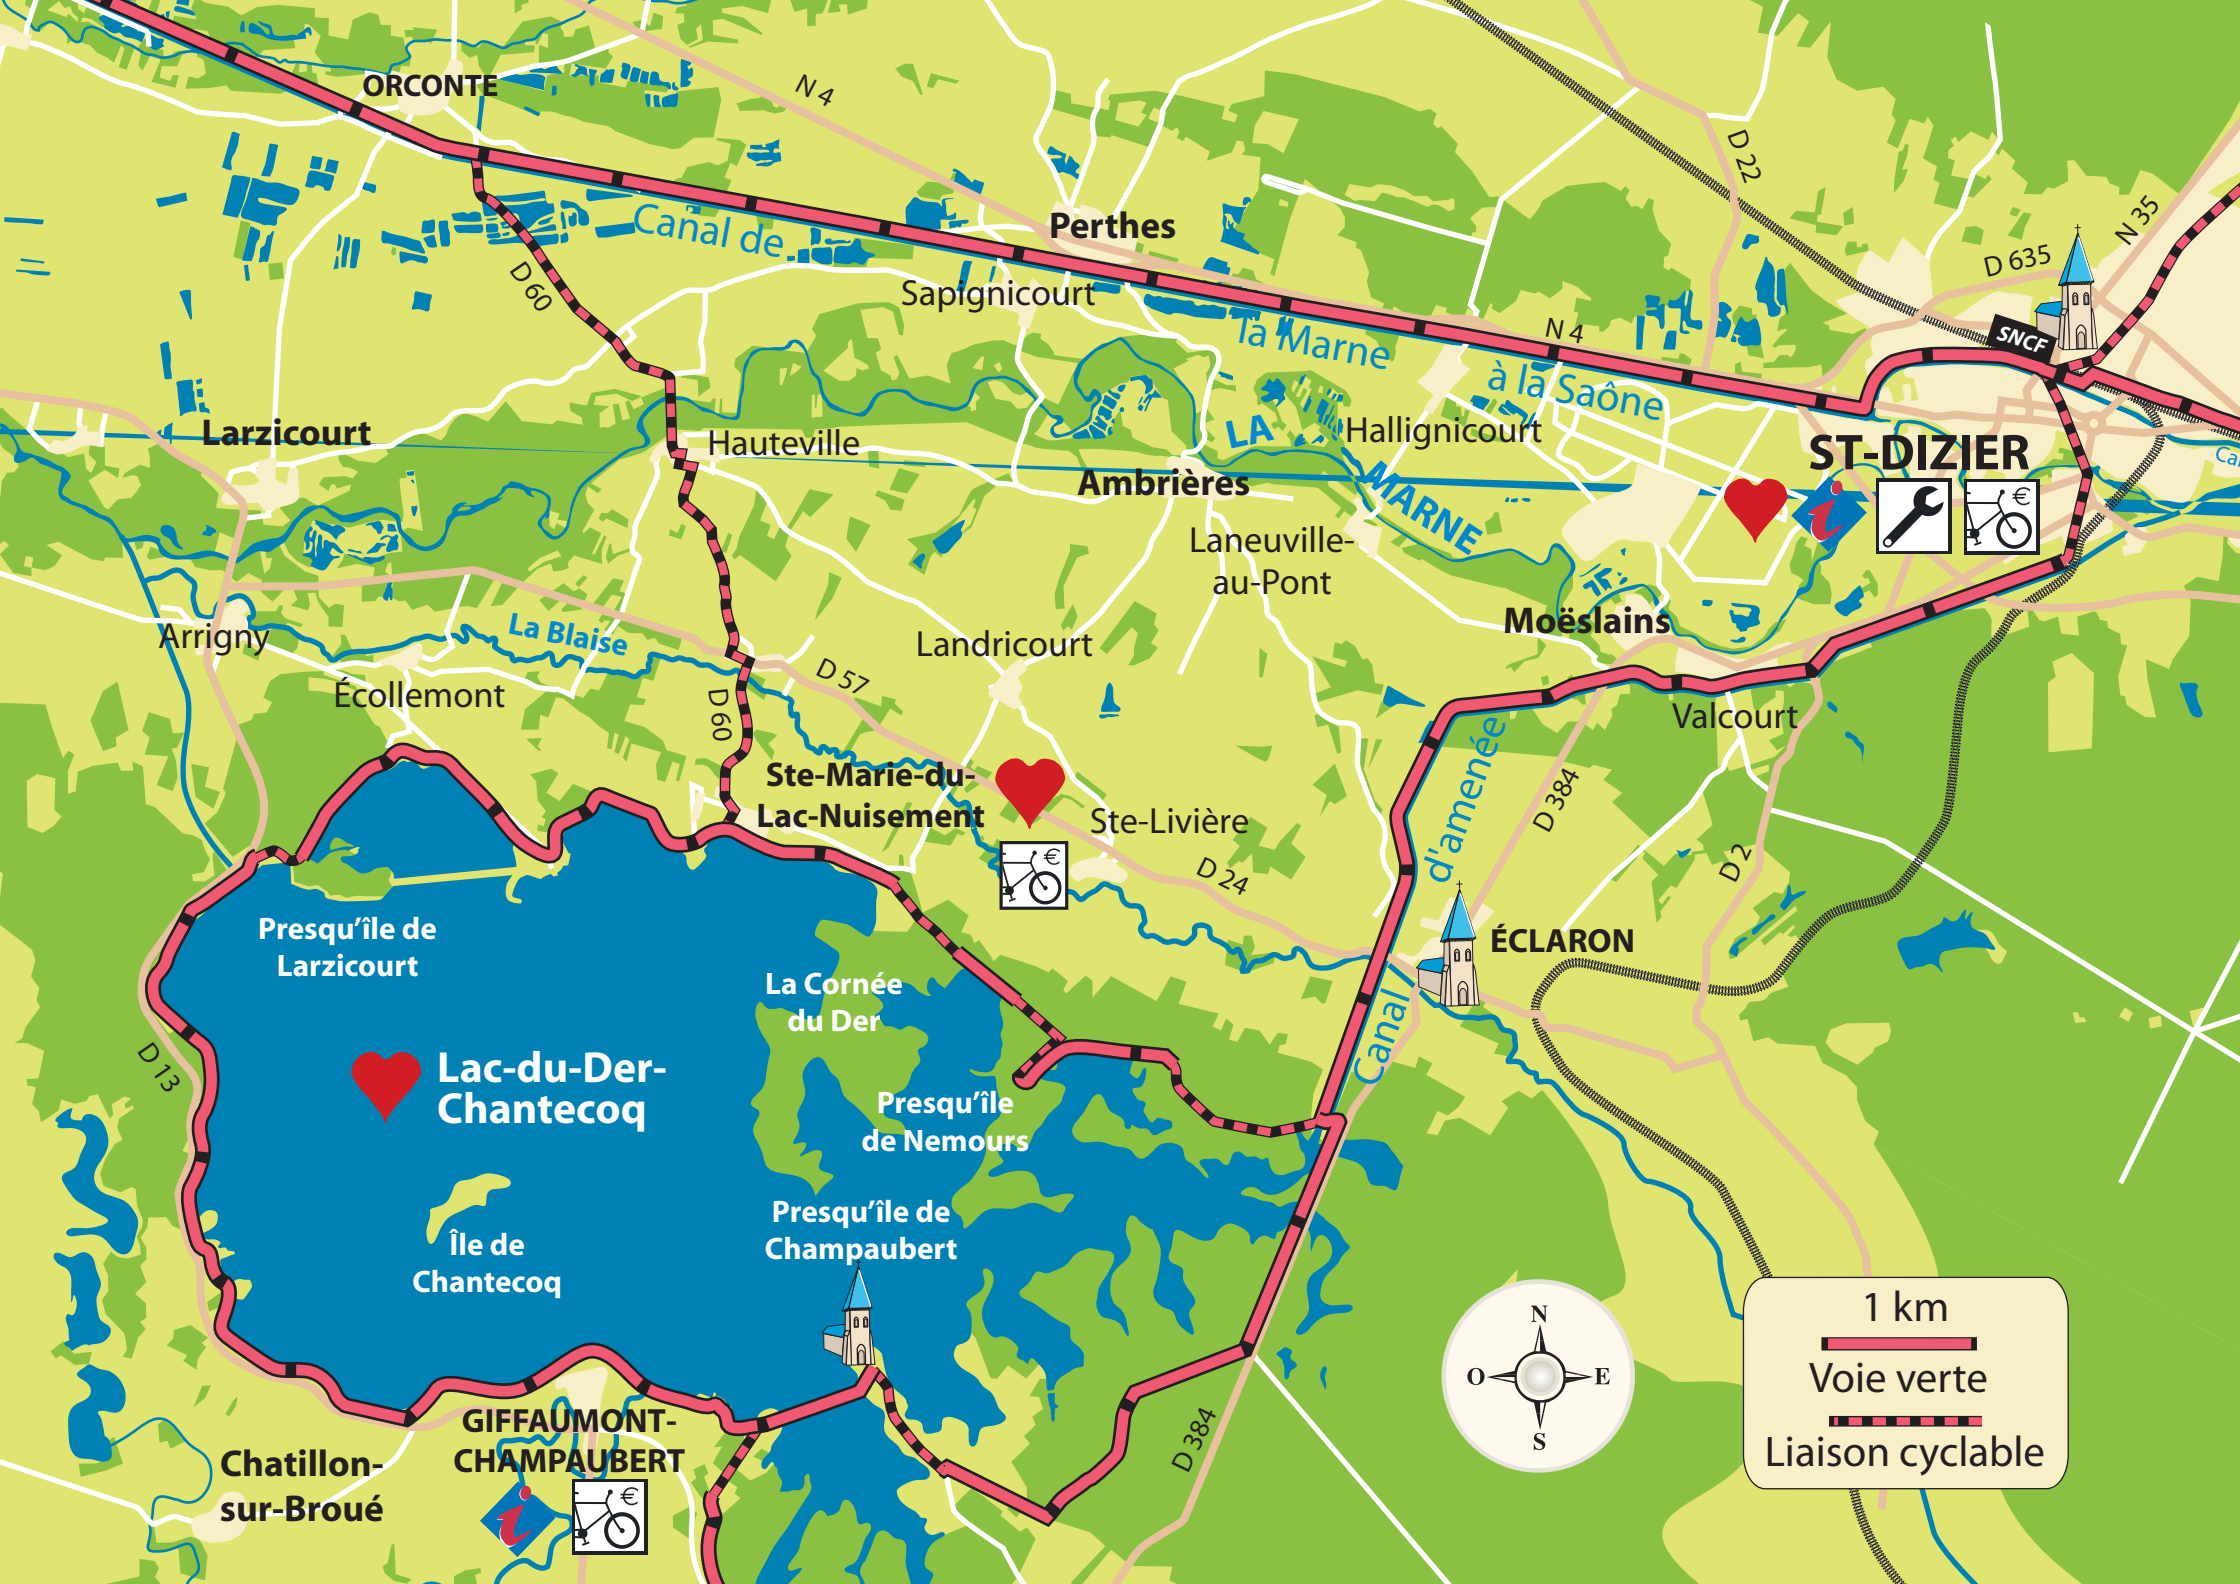 ORCONTE
N 4
D 22
N 35
D 635
SNCF
Perthes
Canal de
la Marne
à la Saône
N 4
D 60
Sapignicourt
Larzicourt
Hauteville
Ambrières
LA
MARNE
Hallignicourt
ST-DIZIER
i
€
Laneuville-
au-Pont
Moëslains
Arrigny
La Blaise
Landricourt
Écollemont
D 57
D 60
Valcourt
Ste-Marie-du-
Lac-Nuisement
€
Ste-Livière
D 24
Canal
d'amenée
D 384
D 2
ÉCLARON
Presqu'île de
Larzicourt
La Cornée
du Der
D 13
Lac-du-Der-
Chantecoq
Presqu'île
de Nemours
Île de
Chantecoq
Presqu'île de
Champaubert
GIFFAUMONT-
CHAMPAUBERT
i
€
Chatillon-
sur-Broué
D 384
N
O
E
S
1 km
Voie verte
Liaison cyclable